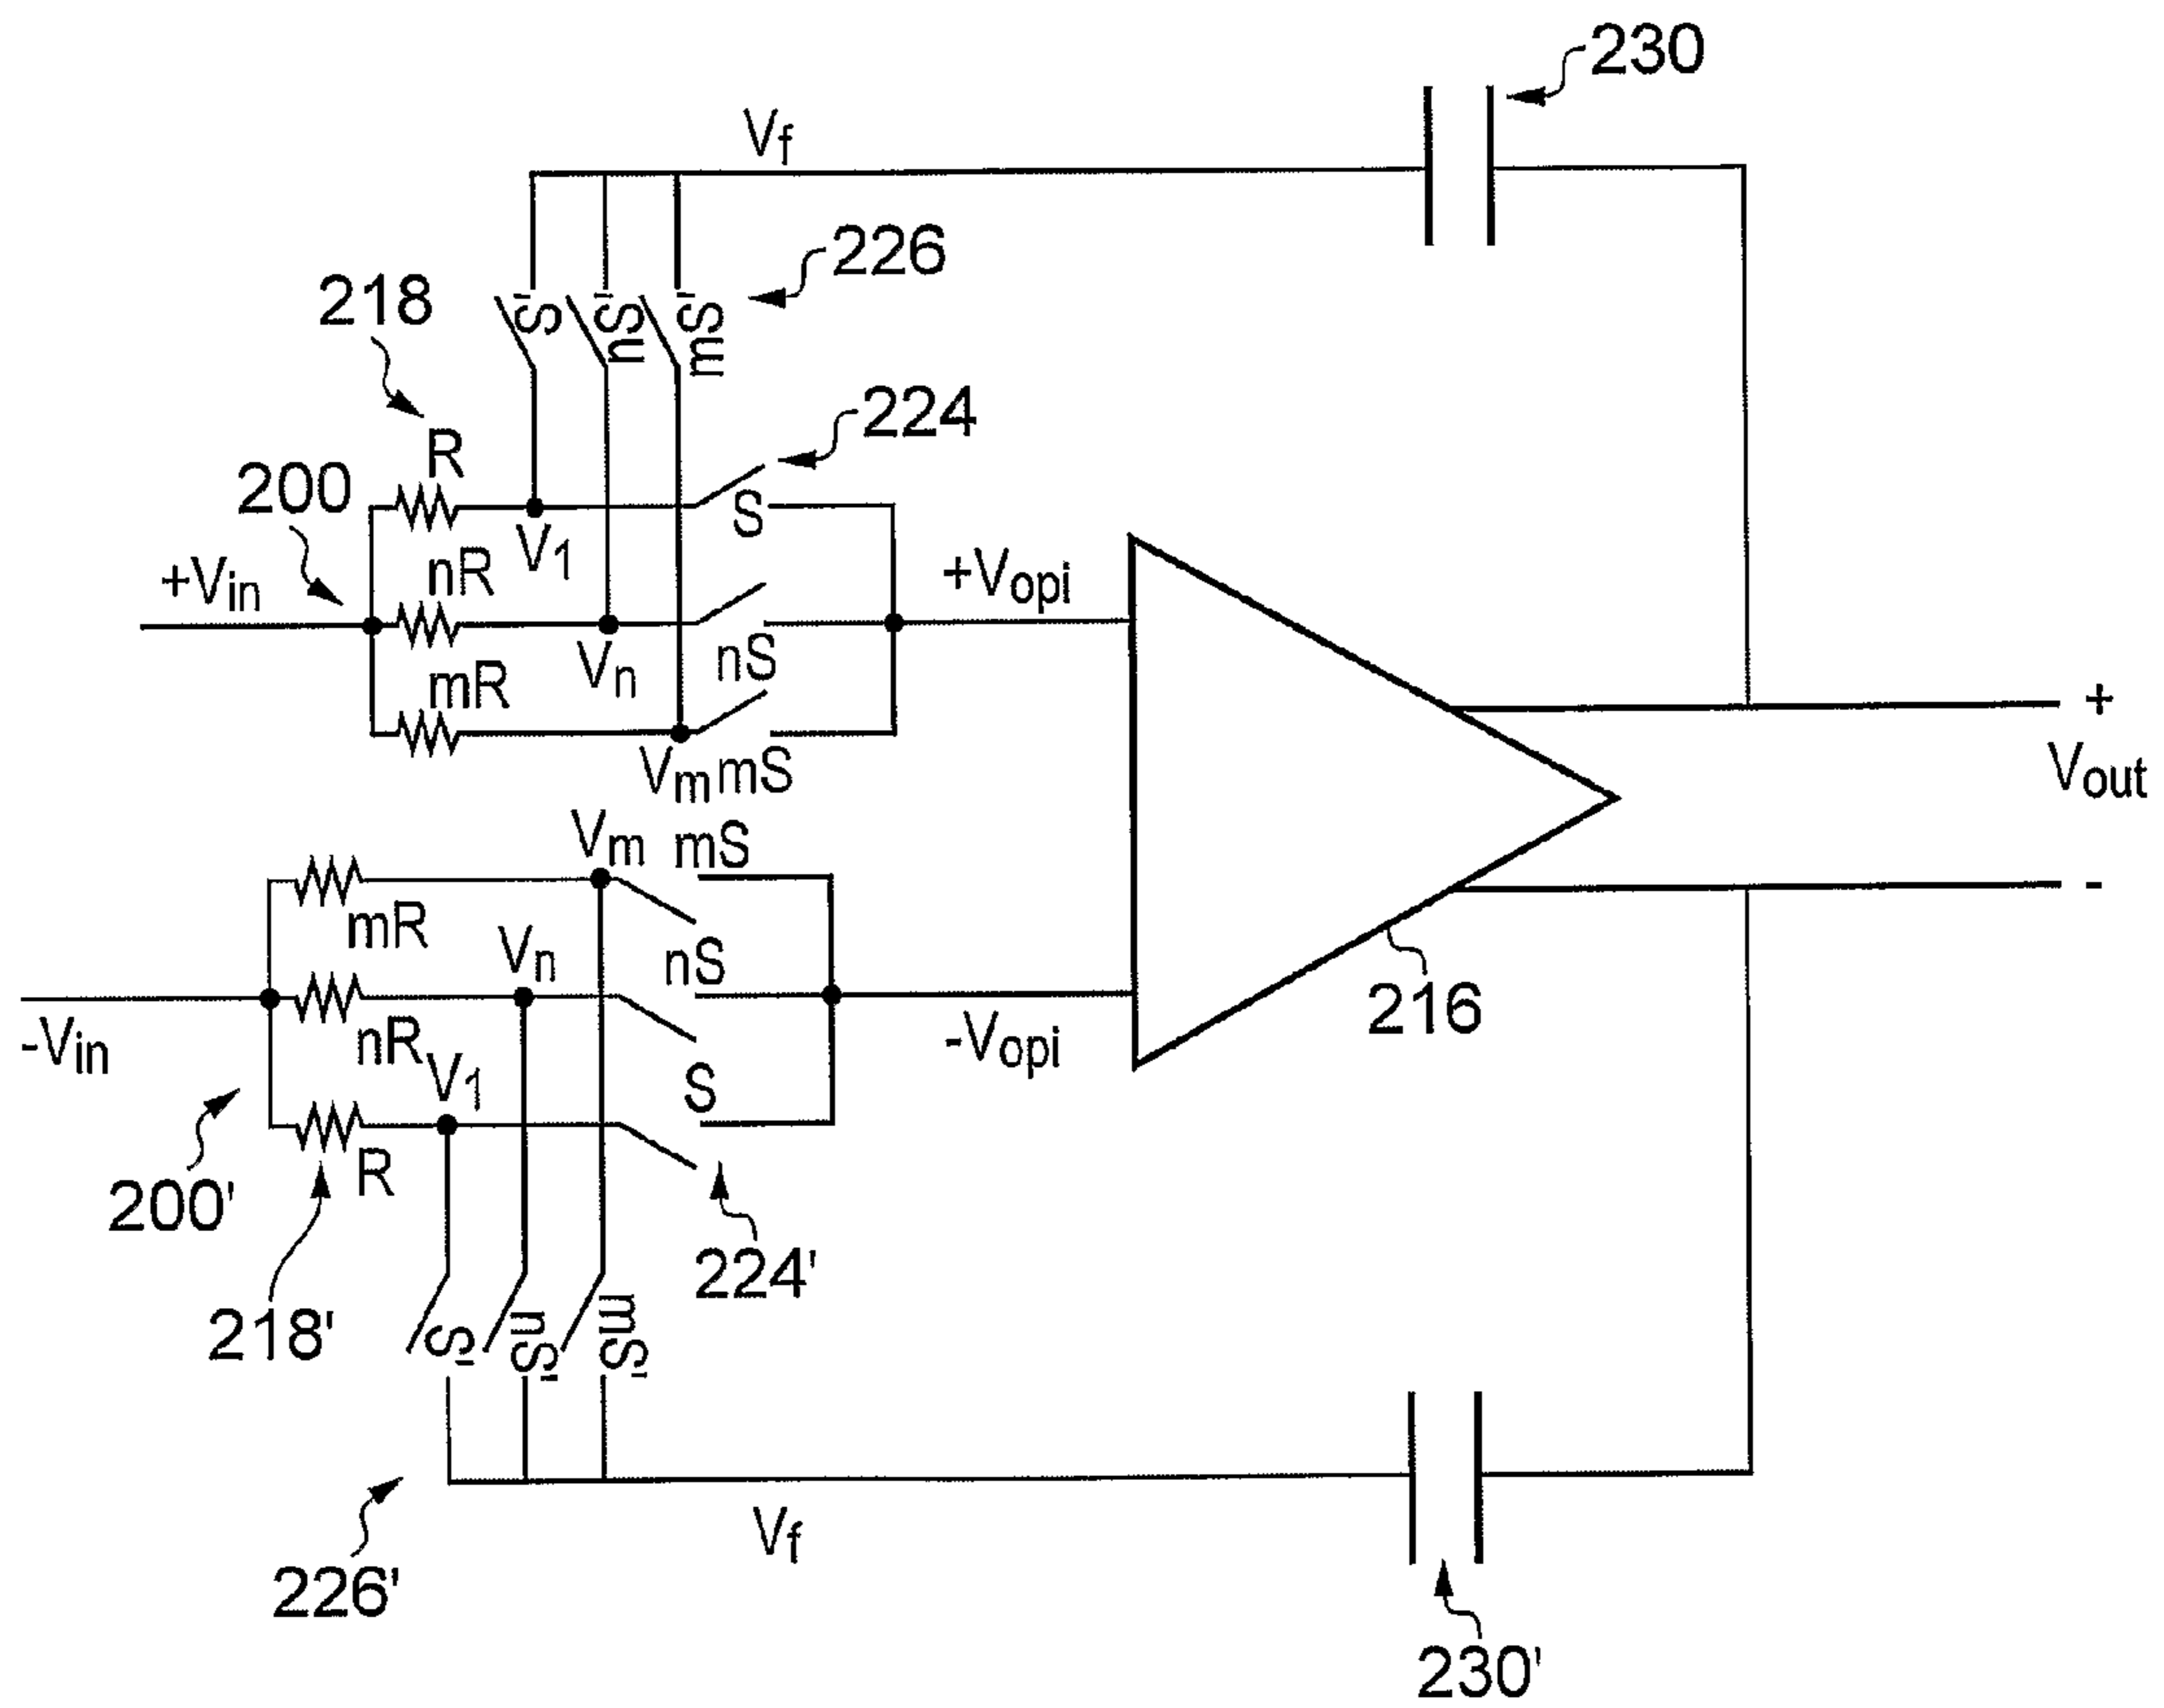 230
Vf
226
218
S̄
nS̄
mS̄
224
R
200
S
V1
+Vin
nR
+Vopi
Vn
nS
mR
+
Vm
mS
Vout
Vm
mS
-
mR
Vn
nS
216
-Vin
nR
V1
-Vopi
S
R
200'
224'
218'
S̄
nS̄
mS̄
Vf
226'
230'